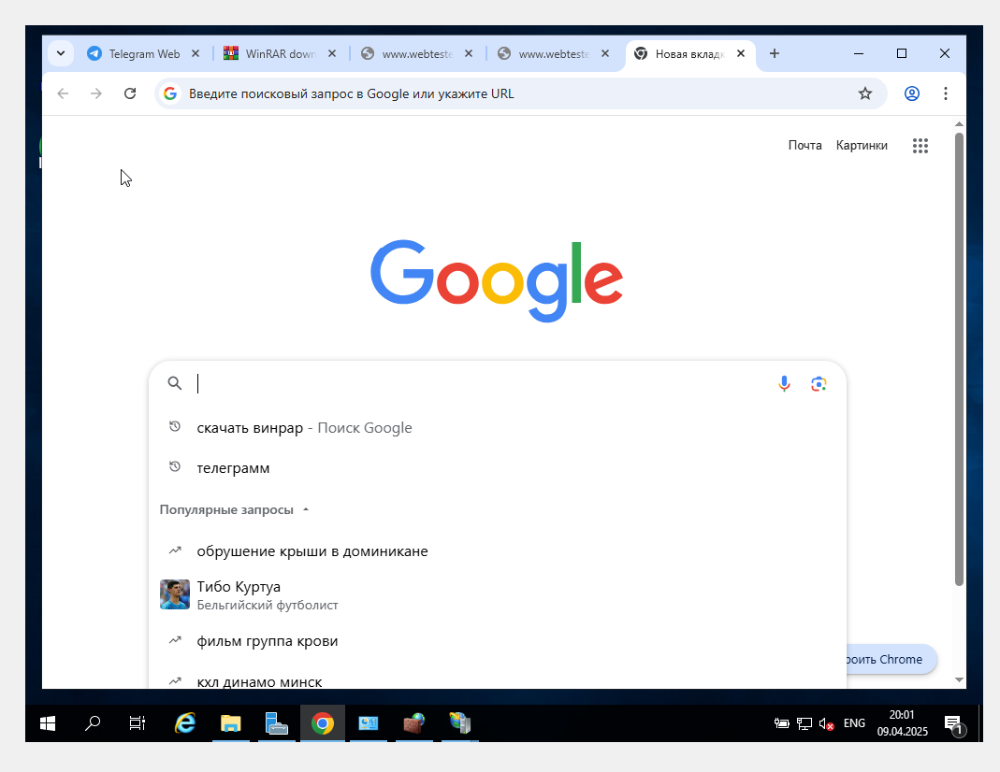 Telegram Web
WinRAR down
www.webteste
www.webteste
Новая вкладк
Введите поисковый запрос в Google или укажите URL
Почта
Картинки
Google
скачать винрар - Поиск Google
телеграмм
Популярные запросы
обрушение крыши в доминикане
Тибо Куртуа
Бельгийский футболист
фильм группа крови
кхл динамо минск
роить Chrome
ENG
20:01
09.04.2025
1